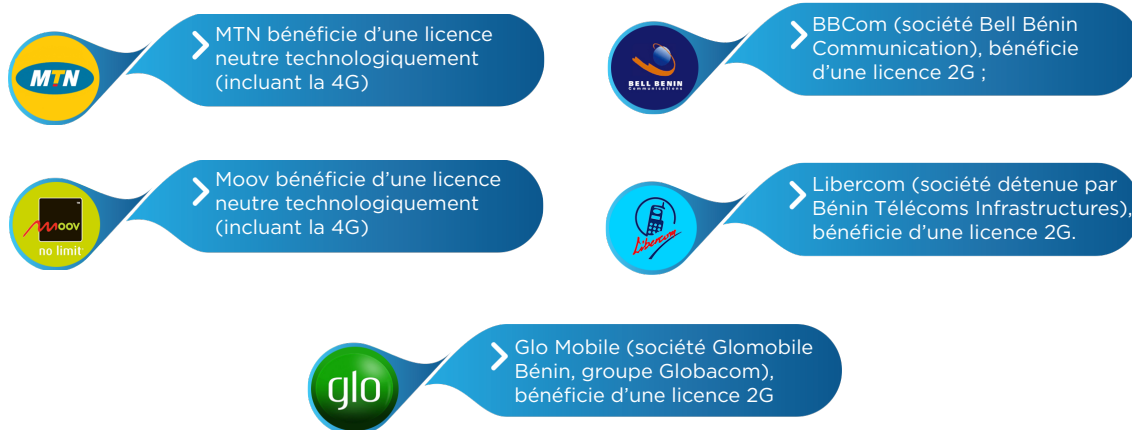 MTN
MTN bénéficie d'une licence
neutre technologiquement
(incluant la 4G)
BELL BENIN
Communications
BBCom (société Bell Bénin
Communication), bénéficie
d'une licence 2G ;
MOOV
no limit
Moov bénéficie d'une licence
neutre technologiquement
(incluant la 4G)
Libercom
Libercom (société détenue par
Bénin Télécoms Infrastructures),
bénéficie d'une licence 2G.
glo
Glo Mobile (société Glomobile
Bénin, groupe Globacom),
bénéficie d'une licence 2G